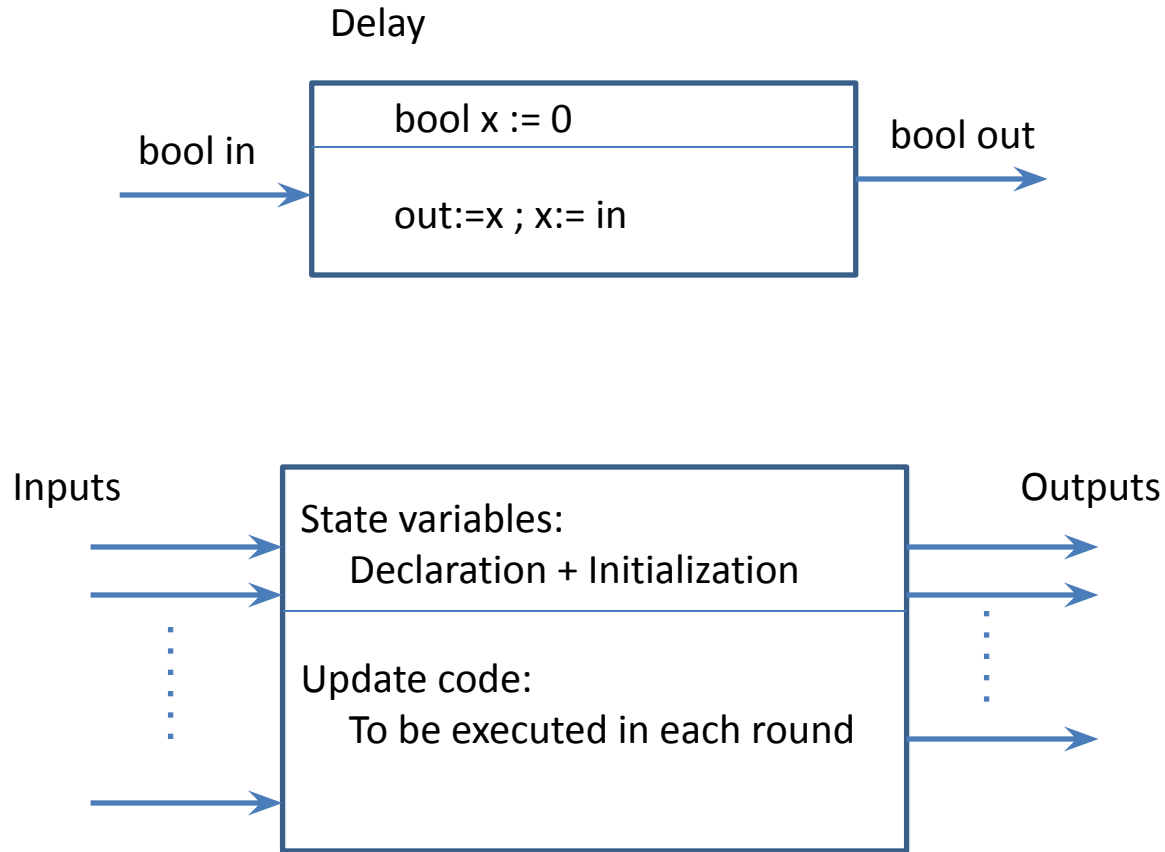 Delay
bool x := 0
bool in
bool out
out:=x ; x:= in
Inputs
Outputs
State variables:
Declaration + Initialization
Update code:
To be executed in each round